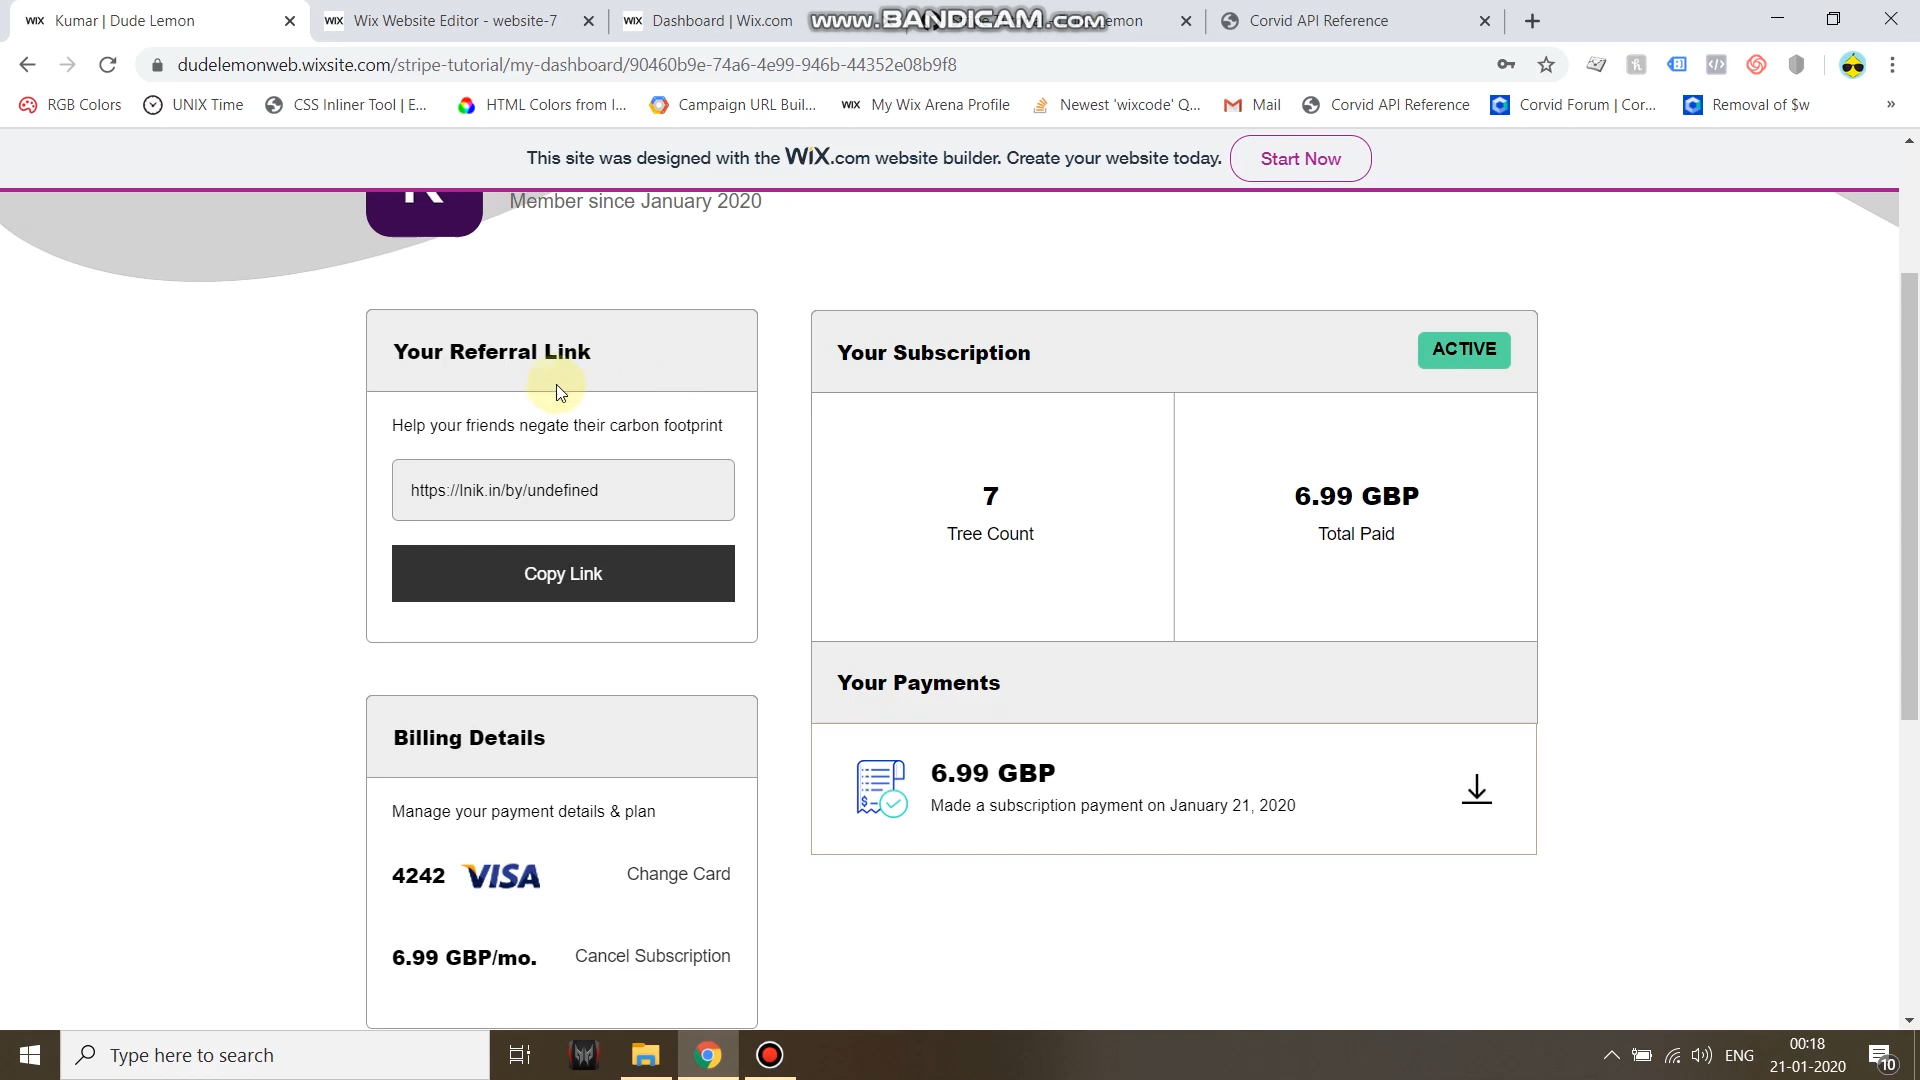 WIX Kumar | Dude Lemon
WIX Wix Website Editor - website-7
WIX Dashboard | Wix.com
www.BANDICAM.com
Corvid API Reference
dudelemonweb.wixsite.com/stripe-tutorial/my-dashboard/90460b9e-74a6-4e99-946b-44352e08b9f8
RGB Colors
UNIX Time
CSS Inliner Tool | E...
HTML Colors from I...
Campaign URL Buil...
WIX My Wix Arena Profile
Newest 'wixcode' Q...
Mail
Corvid API Reference
Corvid Forum | Cor...
Removal of $w
»
This site was designed with the WiX.com website builder. Create your website today.
Start Now
Member since January 2020
Your Referral Link
Help your friends negate their carbon footprint
https://lnik.in/by/undefined
Copy Link
Your Subscription
ACTIVE
7
Tree Count
6.99 GBP
Total Paid
Your Payments
6.99 GBP
Made a subscription payment on January 21, 2020
Billing Details
Manage your payment details & plan
4242 VISA
Change Card
6.99 GBP/mo.
Cancel Subscription
Type here to search
ENG
00:18
21-01-2020
10